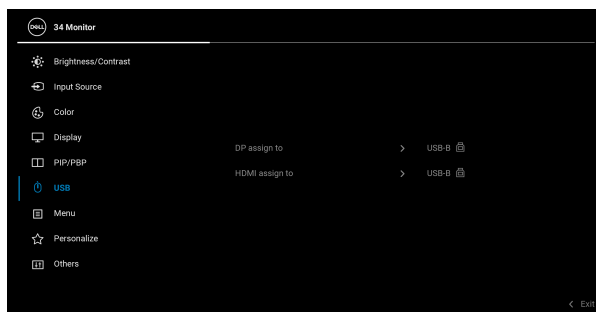 DELL 34 Monitor
Brightness/Contrast
Input Source
Color
Display
DP assign to > USB-B
PIP/PBP
HDMI assign to > USB-B
USB
Menu
Personalize
Others
< Exit